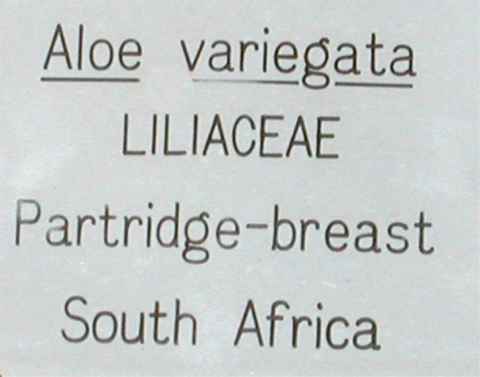 Aloe variegata
LILIACEAE
Partridge-breast
South Africa